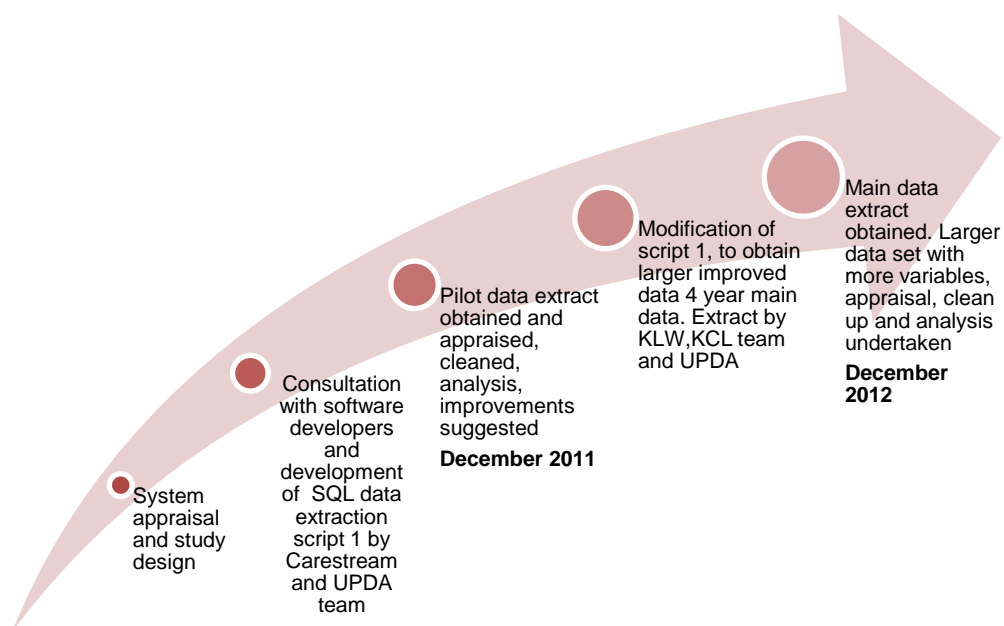 System
appraisal
and study
design
Consultation
with software
developers
and
development
of SQL data
extraction
script 1 by
Carestream
and UPDA
team
Pilot data extract
obtained and
appraised,
cleaned,
analysis,
improvements
suggested
December 2011
Modification of
script 1, to obtain
larger improved
data 4 year main
data. Extract by
KLW,KCL team
and UPDA
Main data
extract
obtained. Larger
data set with
more variables,
appraisal, clean
up and analysis
undertaken
December
2012